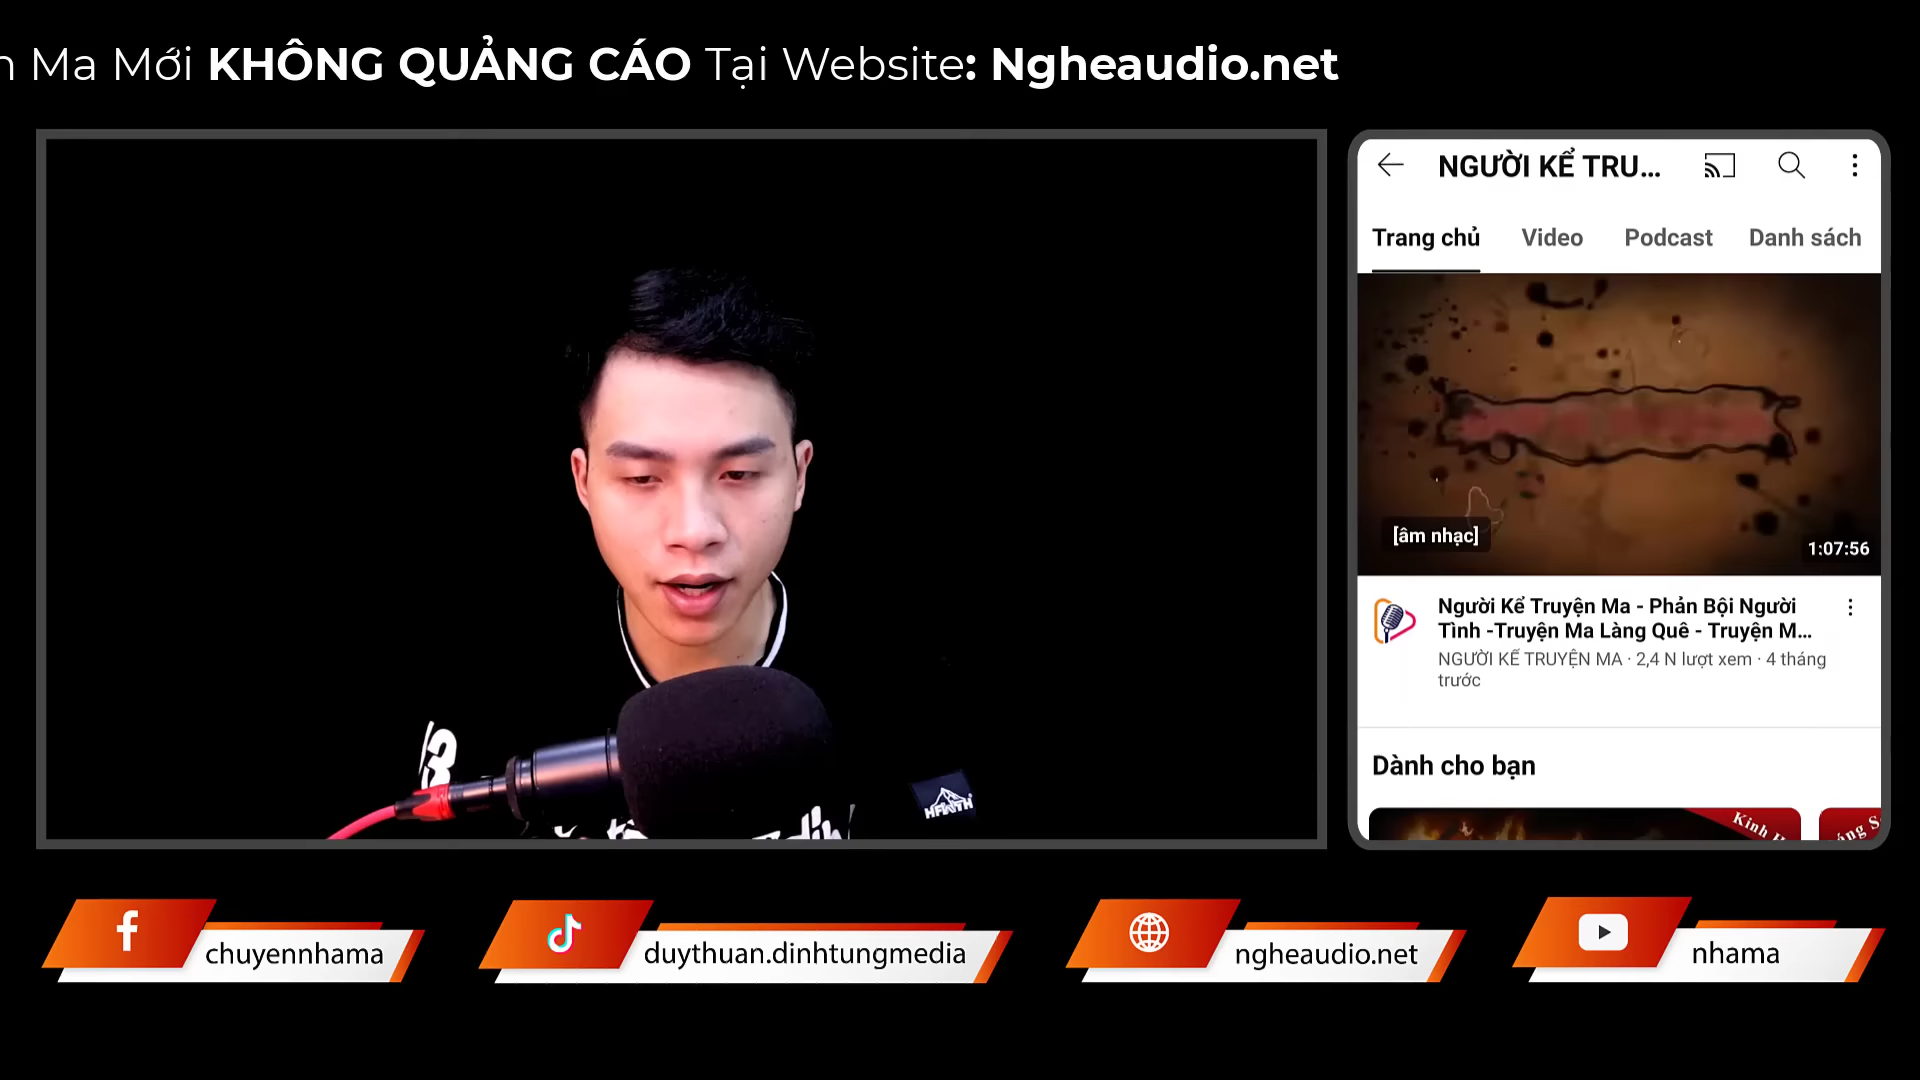 Ma Mới KHÔNG QUẢNG CÁO Tại Website: Ngheaudio.net
NGƯỜI KỂ TRU...
Trang chủ Video Podcast Danh sách
[âm nhạc]
1:07:56
Người Kể Truyện Ma - Phản Bội Người
Tình -Truyện Ma Làng Quê - Truyện M...
NGƯỜI KỂ TRUYỆN MA · 2,4 N lượt xem · 4 tháng
trước
Dành cho bạn
Kinh
HFWTH
chuyennhama
duythuan.dinhtungmedia
ngheaudio.net
nhama